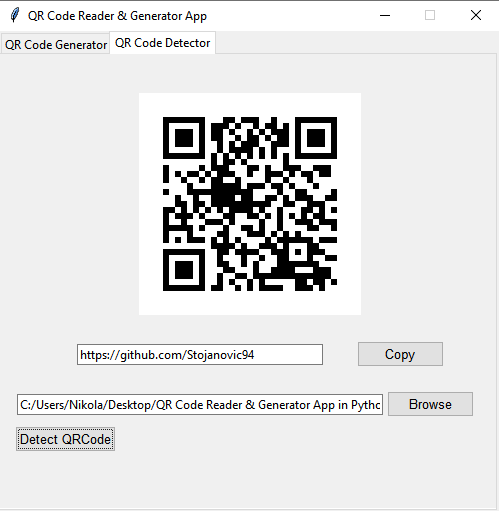 QR Code Reader & Generator App
QR Code Generator QR Code Detector
https://github.com/Stojanovic94 Copy
C:/Users/Nikola/Desktop/QR Code Reader & Generator App in Pythc Browse
Detect QRCode